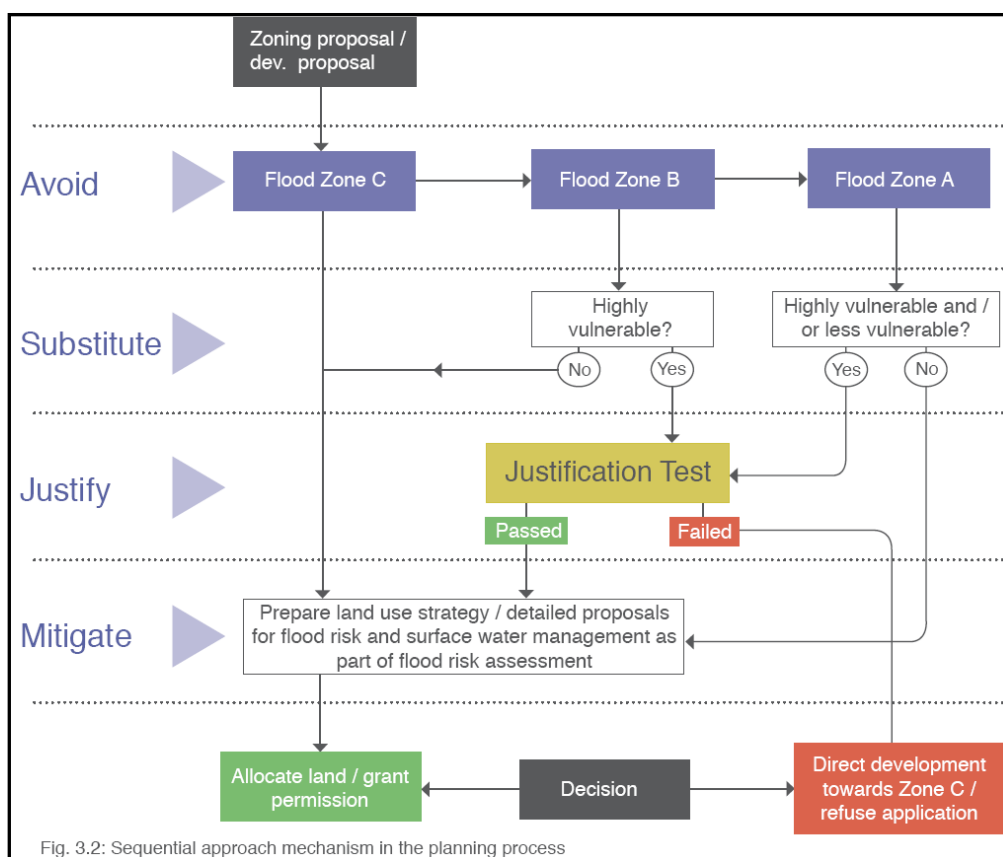 Zoning proposal /
dev. proposal
Avoid
Flood Zone C
Flood Zone B
Flood Zone A
Substitute
Highly
vulnerable?
Highly vulnerable and /
or less vulnerable?
No
Yes
Yes
No
Justify
Justification Test
Passed
Failed
Mitigate
Prepare land use strategy / detailed proposals
for flood risk and surface water management as
part of flood risk assessment
Allocate land / grant
permission
Decision
Direct development
towards Zone C /
refuse application
Fig. 3.2: Sequential approach mechanism in the planning process